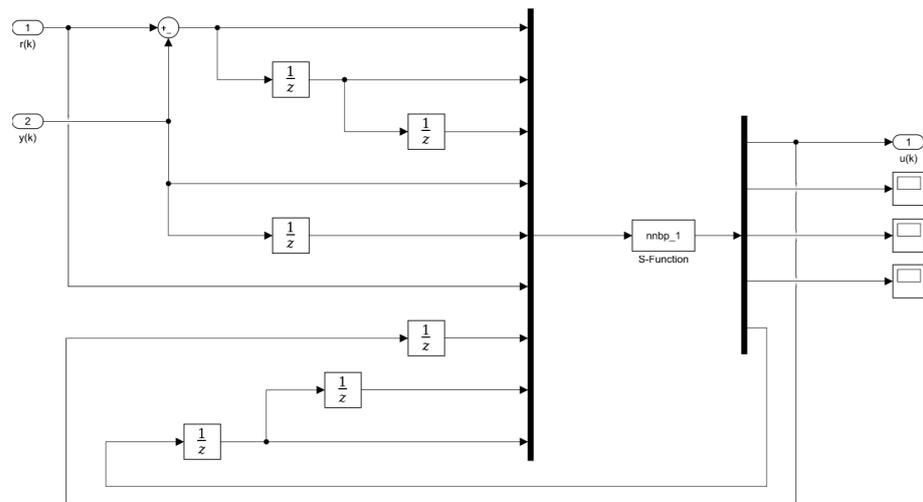 1
r(k)
+
-
1
z
1
z
2
y(k)
1
u(k)
1
z
nnbp_1
S-Function
1
z
1
z
1
z